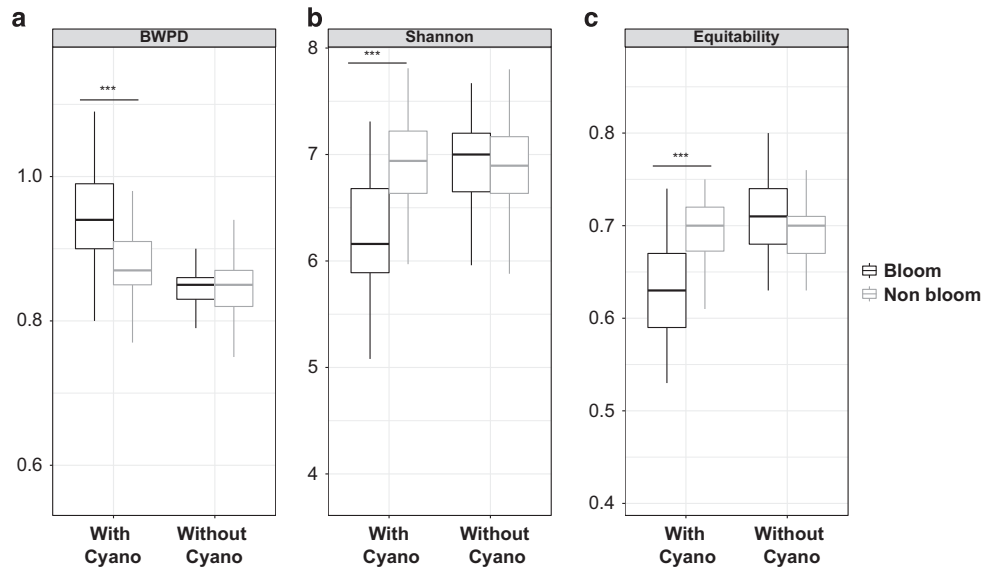 a
BWPD
***
1.0
0.8
0.6
With
Cyano
Without
Cyano
b
Shannon
***
8
7
6
5
4
With
Cyano
Without
Cyano
c
Equitability
***
0.8
0.7
0.6
0.5
0.4
With
Cyano
Without
Cyano
Bloom
Non bloom